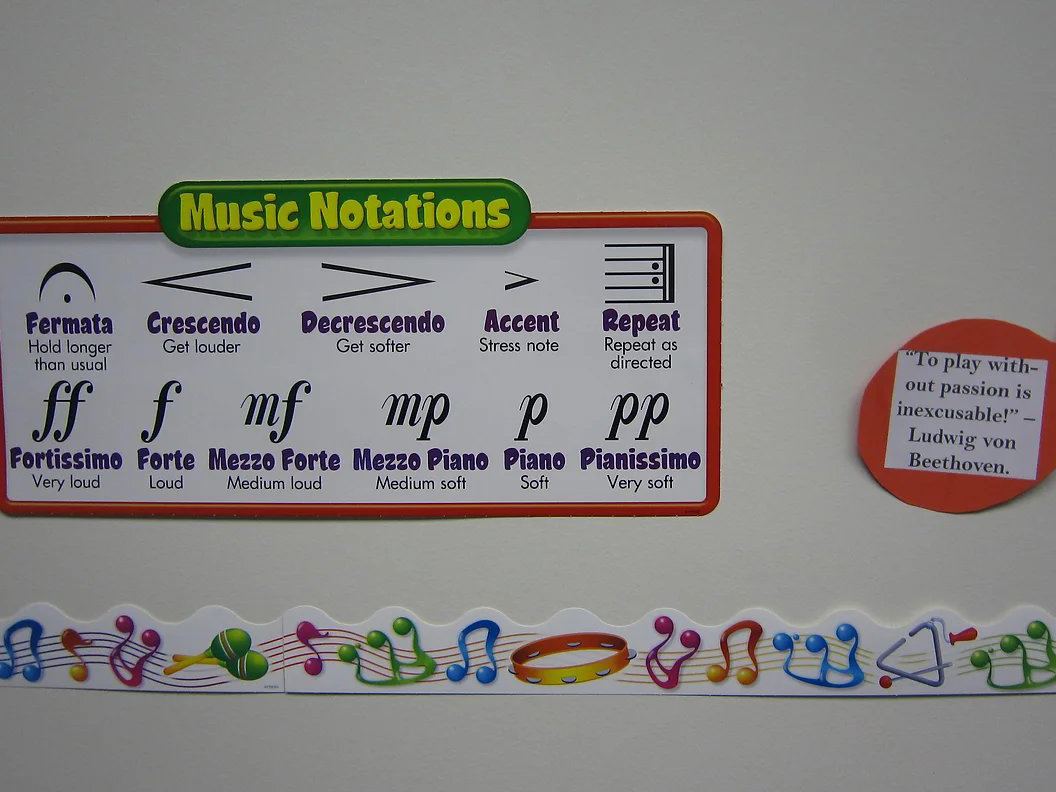 Music Notations
Fermata Crescendo Decrescendo Accent Repeat
Hold longer Get louder Get softer Stress note Repeat as
than usual directed
ff f mf mp p pp
Fortissimo Forte Mezzo Forte Mezzo Piano Piano Pianissimo
Very loud Loud Medium loud Medium soft Soft Very soft
"To play with-
out passion is
inexcusable!" –
Ludwig von
Beethoven.